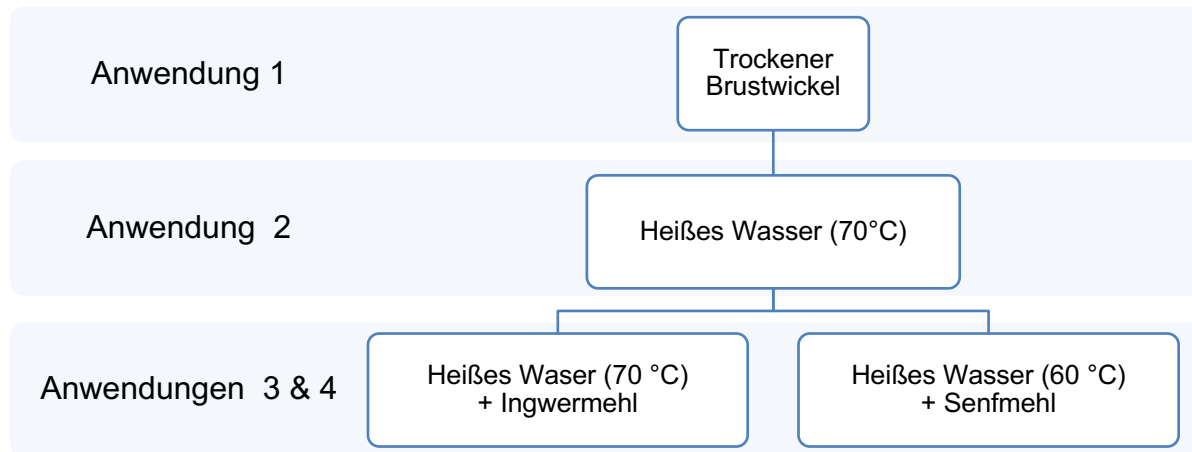 Anwendung 1
Trockener
Brustwickel
Anwendung 2
Heißes Wasser (70°C)
Anwendungen 3 & 4
Heißes Waser (70 °C)
+ Ingwermehl
Heißes Wasser (60 °C)
+ Senfmehl